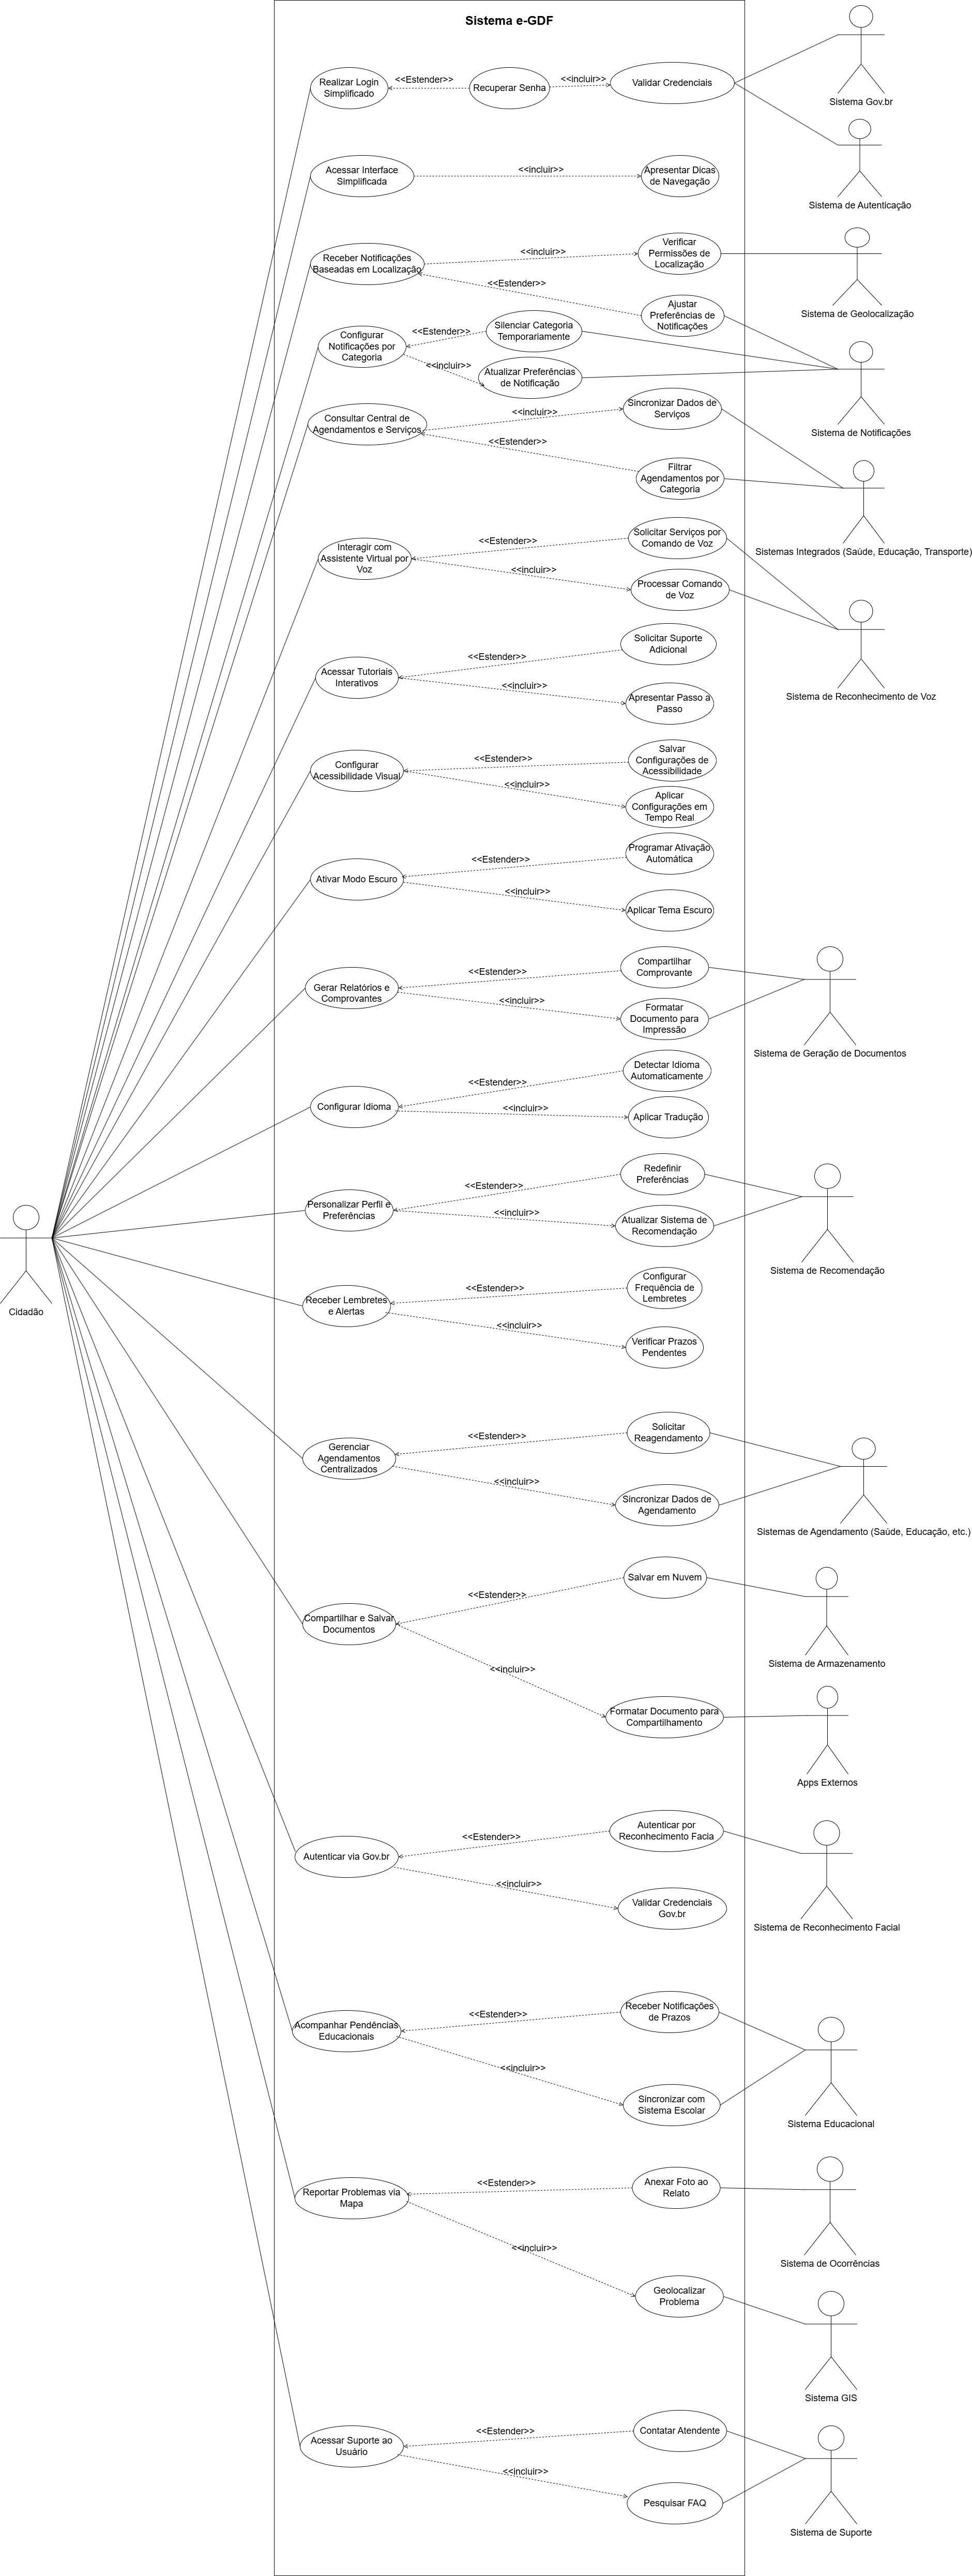 Sistema e-GDF
Realizar Login
Simplificado
<<Estender>>
Recuperar Senha
<<incluir>>
Validar Credenciais
Sistema Gov.br
Sistema de Autenticação
Acessar Interface
Simplificada
<<incluir>>
Apresentar Dicas
de Navegação
Receber Notificações
Baseadas em Localização
<<incluir>>
Verificar
Permissões de
Localização
Sistema de Geolocalização
<<Estender>>
Ajustar
Preferências de
Notificações
Configurar
Notificações por
Categoria
<<Estender>>
Silenciar Categoria
Temporariamente
<<incluir>>
Atualizar Preferências
de Notificação
Sistema de Notificações
Consultar Central de
Agendamentos e Serviços
<<incluir>>
Sincronizar Dados de
Serviços
<<Estender>>
Filtrar
Agendamentos por
Categoria
Sistemas Integrados (Saúde, Educação, Transporte)
Interagir com
Assistente Virtual por
Voz
<<Estender>>
Solicitar Serviços por
Comando de Voz
<<incluir>>
Processar Comando
de Voz
Sistema de Reconhecimento de Voz
Acessar Tutoriais
Interativos
<<Estender>>
Solicitar Suporte
Adicional
<<incluir>>
Apresentar Passo a
Passo
Configurar
Acessibilidade Visual
<<Estender>>
Salvar
Configurações de
Acessibilidade
<<incluir>>
Aplicar
Configurações em
Tempo Real
Ativar Modo Escuro
<<Estender>>
Programar Ativação
Automática
<<incluir>>
Aplicar Tema Escuro
Gerar Relatórios e
Comprovantes
<<Estender>>
Compartilhar
Comprovante
<<incluir>>
Formatar
Documento para
Impressão
Sistema de Geração de Documentos
Configurar Idioma
<<Estender>>
Detectar Idioma
Automaticamente
<<incluir>>
Aplicar Tradução
Personalizar Perfil e
Preferências
<<Estender>>
Redefinir
Preferências
<<incluir>>
Atualizar Sistema de
Recomendação
Sistema de Recomendação
Cidadão
Receber Lembretes
e Alertas
<<Estender>>
Configurar
Frequência de
Lembretes
<<incluir>>
Verificar Prazos
Pendentes
Gerenciar
Agendamentos
Centralizados
<<Estender>>
Solicitar
Reagendamento
<<incluir>>
Sincronizar Dados de
Agendamento
Sistemas de Agendamento (Saúde, Educação, etc.)
Compartilhar e Salvar
Documentos
<<Estender>>
Salvar em Nuvem
Sistema de Armazenamento
<<incluir>>
Formatar Documento para
Compartilhamento
Apps Externos
Autenticar via Gov.br
<<Estender>>
Autenticar por
Reconhecimento Facia
<<incluir>>
Validar Credenciais
Gov.br
Sistema de Reconhecimento Facial
Acompanhar Pendências
Educacionais
<<Estender>>
Receber Notificações
de Prazos
<<incluir>>
Sincronizar com
Sistema Escolar
Sistema Educacional
Reportar Problemas via
Mapa
<<Estender>>
Anexar Foto ao
Relato
Sistema de Ocorrências
<<incluir>>
Geolocalizar
Problema
Sistema GIS
Acessar Suporte ao
Usuário
<<Estender>>
Contatar Atendente
<<incluir>>
Pesquisar FAQ
Sistema de Suporte